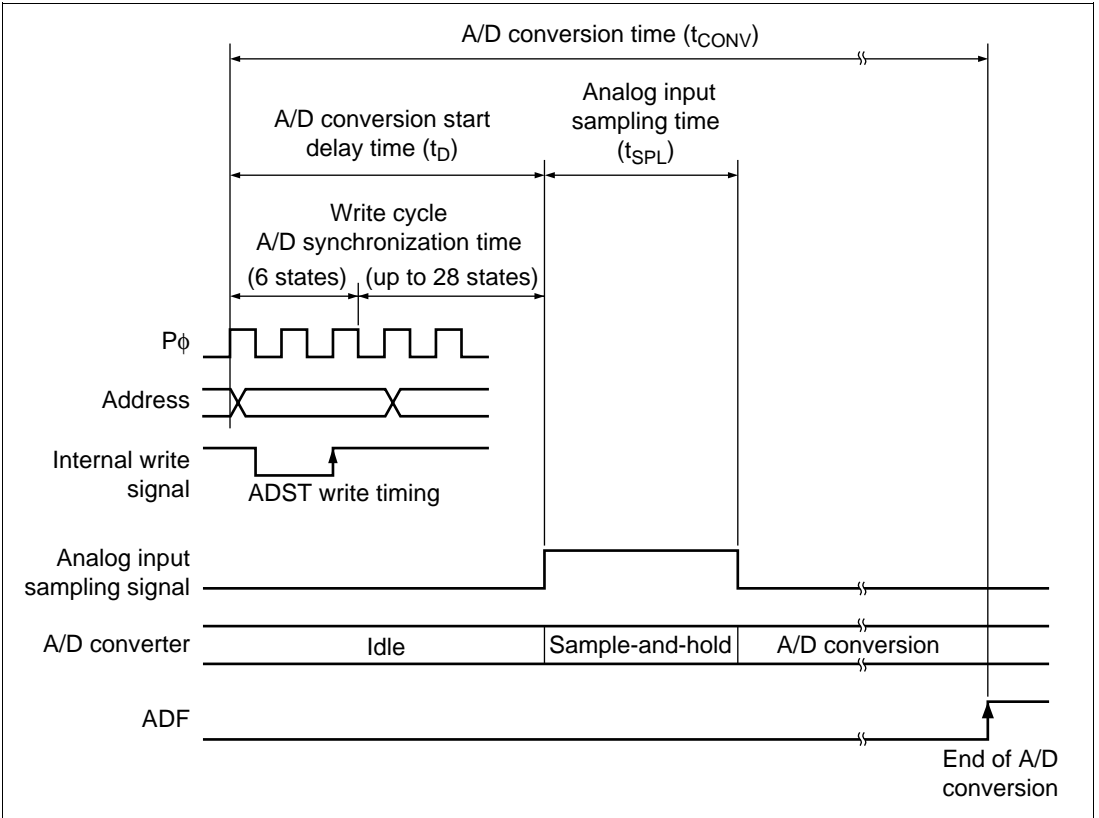 A/D conversion time (tCONV)
Analog input
sampling time
(tSPL)
A/D conversion start
delay time (tD)
Write cycle
A/D synchronization time
(6 states) (up to 28 states)
Pϕ
Address
Internal write
signal
ADST write timing
Analog input
sampling signal
A/D converter
Idle
Sample-and-hold
A/D conversion
ADF
End of A/D
conversion